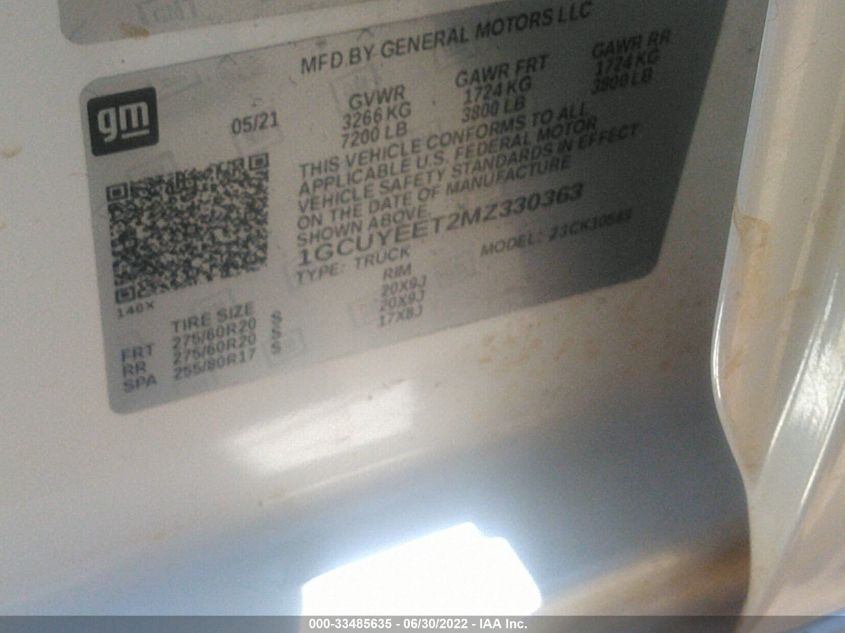 MFD.BY GENERAL MOTORS LLC
gm
05/21
GVWR GAWR FRT GAWR RR
3266 KG 1724 KG 1724 KG
7200 LB 3800 LB 3800 LB
THIS VEHICLE CONFORMS TO ALL
APPLICABLE U.S. FEDERAL MOTOR
VEHICLE SAFETY STANDARDS IN EFFECT
ON THE DATE OF MANUFACTURE
SHOWN ABOVE.
1GCUYEET2MZ330363
TYPE: TRUCK MODEL:
140X
TIRE SIZE RIM
FRT 275/60R20 S 20X9J
RR 275/60R20 S 20X9J
SPA 255/80R17 S 17X8J
000-33485635 - 06/30/2022 - IAA Inc.